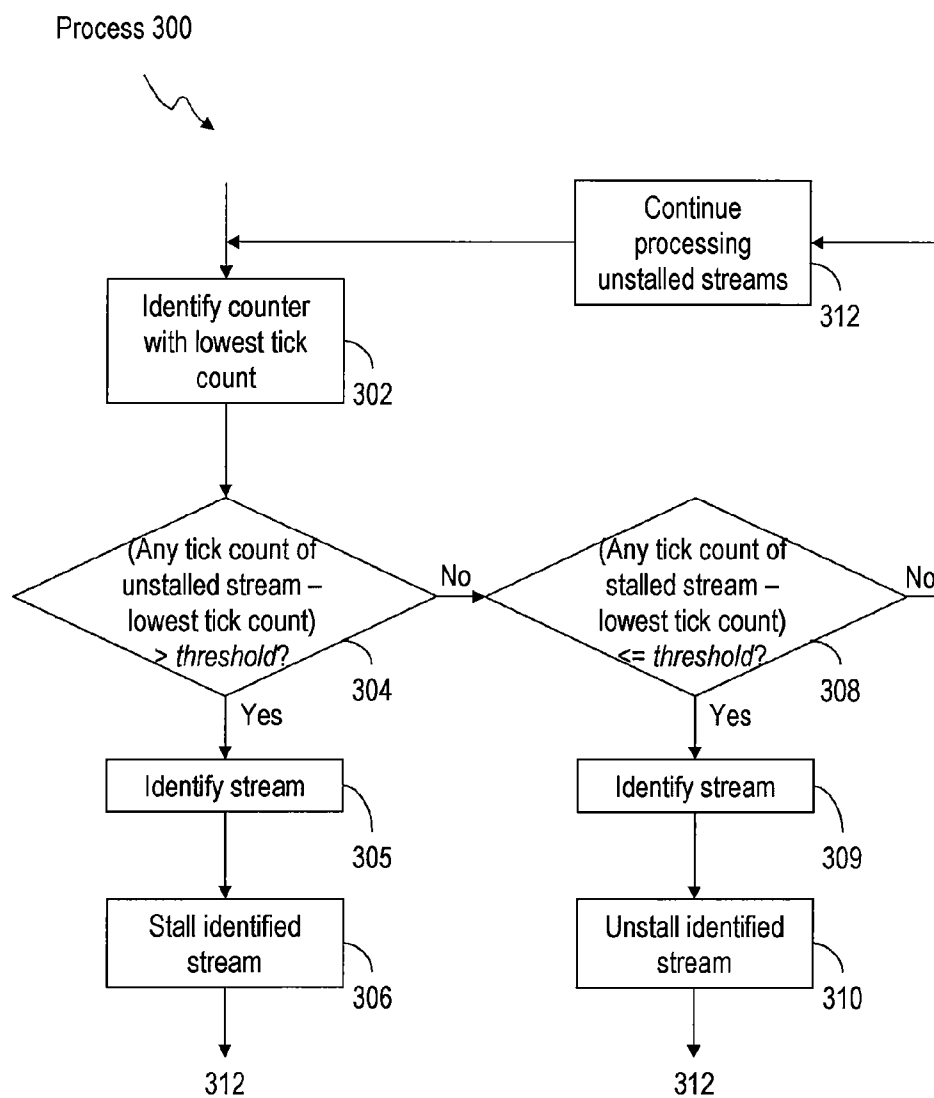 Process 300
Continue
processing
unstalled streams
312
Identify counter
with lowest tick
count
302
(Any tick count of
unstalled stream –
lowest tick count)
> threshold?
304
No
Yes
(Any tick count of
stalled stream –
lowest tick count)
<= threshold?
308
No
Yes
Identify stream
305
Identify stream
309
Stall identified
stream
306
Unstall identified
stream
310
312
312